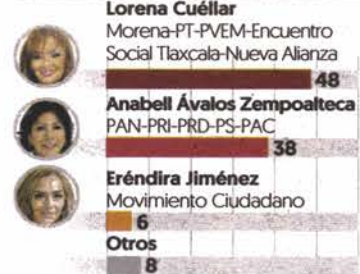 Lorena Cuéllar
Morena-PT-PVEM-Encuentro
Social Tlaxcala-Nueva Alianza
48
Anabell Ávalos Zempoalteca
PAN-PRI-PRD-PS-PAC
38
Eréndira Jiménez
Movimiento Ciudadano
6
Otros
8